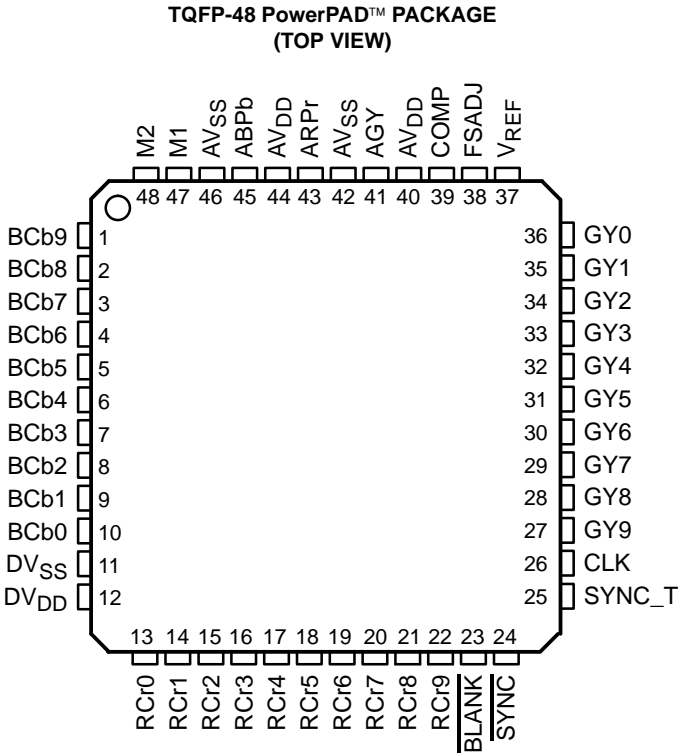 TQFP-48 PowerPAD™ PACKAGE
(TOP VIEW)
M2
M1
AVSS
ABPb
AVDD
ARPr
AVSS
AGY
AVDD
COMP
FSADJ
VREF
48 47 46 45 44 43 42 41 40 39 38 37
BCb9 1 36 GY0
BCb8 2 35 GY1
BCb7 3 34 GY2
BCb6 4 33 GY3
BCb5 5 32 GY4
BCb4 6 31 GY5
BCb3 7 30 GY6
BCb2 8 29 GY7
BCb1 9 28 GY8
BCb0 10 27 GY9
DVSS 11 26 CLK
DVDD 12 25 SYNC_T
13 14 15 16 17 18 19 20 21 22 23 24
RCr0
RCr1
RCr2
RCr3
RCr4
RCr5
RCr6
RCr7
RCr8
RCr9
BLANK
SYNC